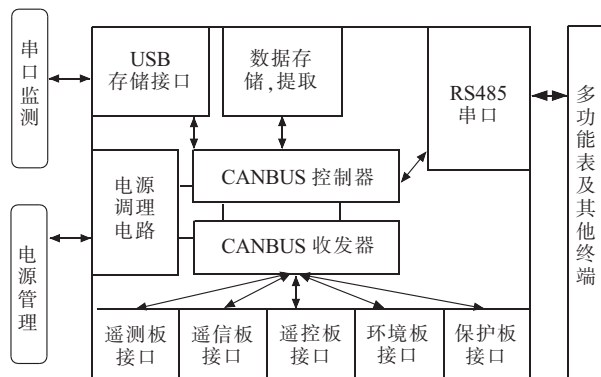 串口监测
USB
存储接口
数据存
储,提取
RS485
串口
多功能表及其他终端
电源
调理
电路
CANBUS 控制器
CANBUS 收发器
电源管理
遥测板
接口
遥信板
接口
遥控板
接口
环境板
接口
保护板
接口